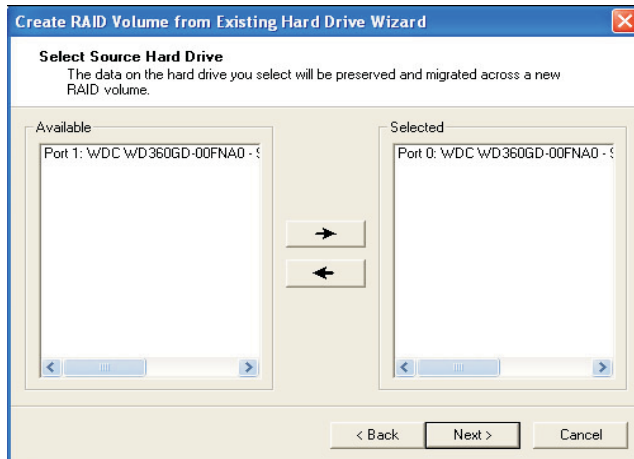 Create RAID Volume from Existing Hard Drive Wizard
Select Source Hard Drive
The data on the hard drive you select will be preserved and migrated across a new
RAID volume.
Available
Selected
Port 1: WDC WD360GD-00FNA0 -
Port 0: WDC WD360GD-00FNA0 -
< Back
Next >
Cancel